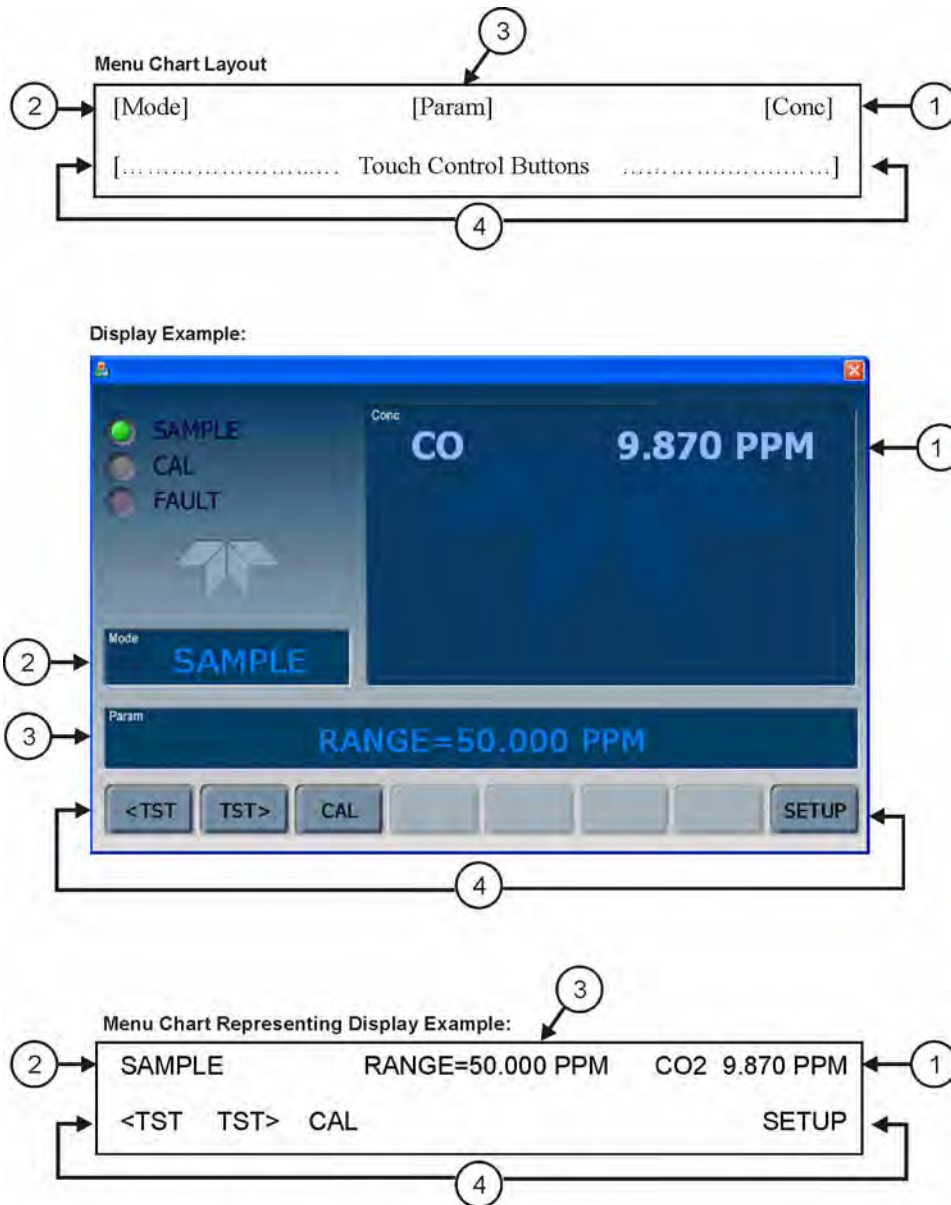 3
Menu Chart Layout
2 [Mode] [Param] [Conc] 1
[........................ Touch Control Buttons ........................]
4
Display Example:
SAMPLE
CAL
FAULT
Conc
CO 9.870 PPM
1
Mode
2 SAMPLE
Param
3 RANGE=50.000 PPM
<TST TST> CAL SETUP
4
3
Menu Chart Representing Display Example:
2 SAMPLE RANGE=50.000 PPM CO2 9.870 PPM 1
<TST TST> CAL SETUP
4